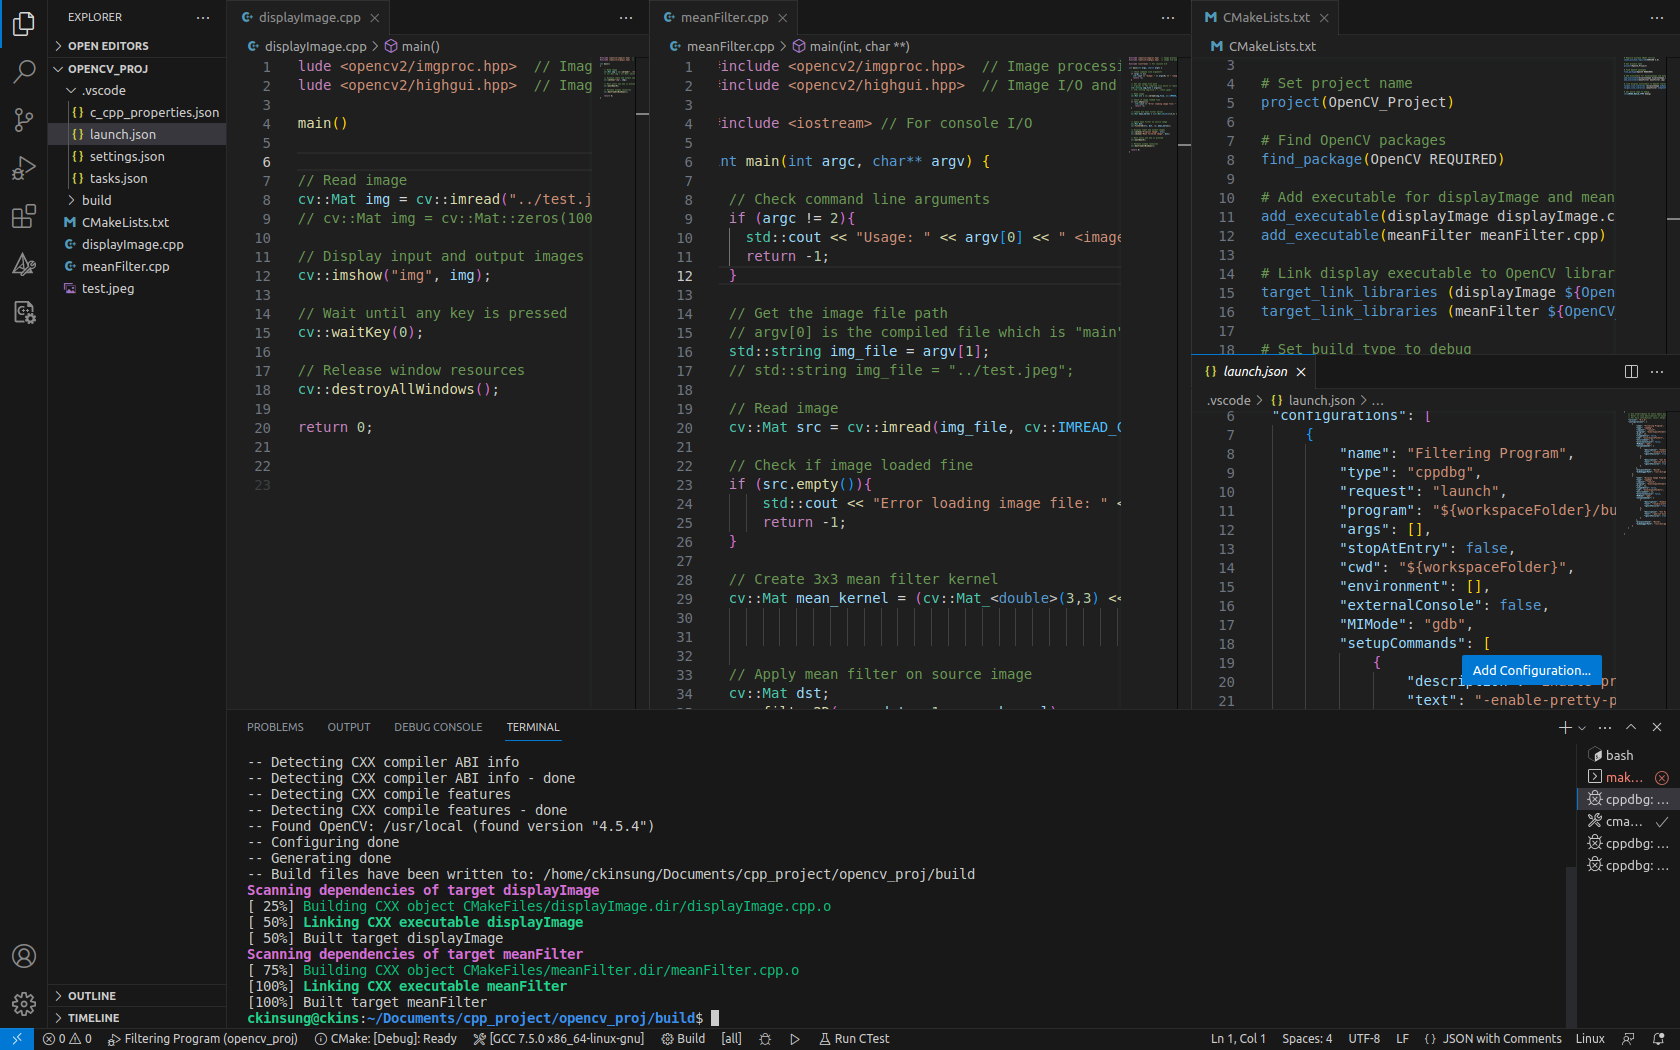 EXPLORER
OPEN EDITORS
OPENCV_PROJ
.vscode
c_cpp_properties.json
launch.json
settings.json
tasks.json
build
CMakeLists.txt
displayImage.cpp
meanFilter.cpp
test.jpeg
OUTLINE
TIMELINE
displayImage.cpp
displayImage.cpp > main()
1 lude <opencv2/imgproc.hpp>  // Imag
2 lude <opencv2/highgui.hpp>  // Imag
3
4 main()
5
6
7 // Read image
8 cv::Mat img = cv::imread("../test.j
9 // cv::Mat img = cv::Mat::zeros(100
10
11 // Display input and output images
12 cv::imshow("img", img);
13
14 // Wait until any key is pressed
15 cv::waitKey(0);
16
17 // Release window resources
18 cv::destroyAllWindows();
19
20 return 0;
21
22
23
meanFilter.cpp
meanFilter.cpp > main(int, char **)
1 include <opencv2/imgproc.hpp>  // Image processi
2 include <opencv2/highgui.hpp>  // Image I/O and
3
4 include <iostream> // For console I/O
5
6 nt main(int argc, char** argv) {
7
8 // Check command line arguments
9 if (argc != 2){
10 std::cout << "Usage: " << argv[0] << " <image
11 return -1;
12 }
13
14 // Get the image file path
15 // argv[0] is the compiled file which is "main"
16 std::string img_file = argv[1];
17 // std::string img_file = "../test.jpeg";
18
19 // Read image
20 cv::Mat src = cv::imread(img_file, cv::IMREAD_C
21
22 // Check if image loaded fine
23 if (src.empty()){
24 std::cout << "Error loading image file: " <
25 return -1;
26 }
27
28 // Create 3x3 mean filter kernel
29 cv::Mat mean_kernel = (cv::Mat_<double>(3,3) <<
30
31
32
33 // Apply mean filter on source image
34 cv::Mat dst;
CMakeLists.txt
CMakeLists.txt
3
4 # Set project name
5 project(OpenCV_Project)
6
7 # Find OpenCV packages
8 find_package(OpenCV REQUIRED)
9
10 # Add executable for displayImage and mean
11 add_executable(displayImage displayImage.c
12 add_executable(meanFilter meanFilter.cpp)
13
14 # Link display executable to OpenCV librar
15 target_link_libraries (displayImage ${Open
16 target_link_libraries (meanFilter ${OpenCV
17
18 # Set build type to debug
launch.json
.vscode > launch.json > ...
6 "configurations": [
7 {
8 "name": "Filtering Program",
9 "type": "cppdbg",
10 "request": "launch",
11 "program": "${workspaceFolder}/bu
12 "args": [],
13 "stopAtEntry": false,
14 "cwd": "${workspaceFolder}",
15 "environment": [],
16 "externalConsole": false,
17 "MIMode": "gdb",
18 "setupCommands": [
19 {
Add Configuration...
20 "descri
21 "text": "-enable-pretty-p
PROBLEMS OUTPUT DEBUG CONSOLE TERMINAL
-- Detecting CXX compiler ABI info
-- Detecting CXX compiler ABI info - done
-- Detecting CXX compile features
-- Detecting CXX compile features - done
-- Found OpenCV: /usr/local (found version "4.5.4")
-- Configuring done
-- Generating done
-- Build files have been written to: /home/ckinsung/Documents/cpp_project/opencv_proj/build
Scanning dependencies of target displayImage
[ 25%] Building CXX object CMakeFiles/displayImage.dir/displayImage.cpp.o
[ 50%] Linking CXX executable displayImage
[ 50%] Built target displayImage
Scanning dependencies of target meanFilter
[ 75%] Building CXX object CMakeFiles/meanFilter.dir/meanFilter.cpp.o
[100%] Linking CXX executable meanFilter
[100%] Built target meanFilter
ckinsung@ckins:~/Documents/cpp_project/opencv_proj/build$
bash
mak...
cppdbg: ...
cma...
cppdbg: ...
cppdbg: ...
0 0 Filtering Program (opencv_proj) CMake: [Debug]: Ready [GCC 7.5.0 x86_64-linux-gnu] Build [all] Run CTest Ln 1, Col 1 Spaces: 4 UTF-8 LF {} JSON with Comments Linux